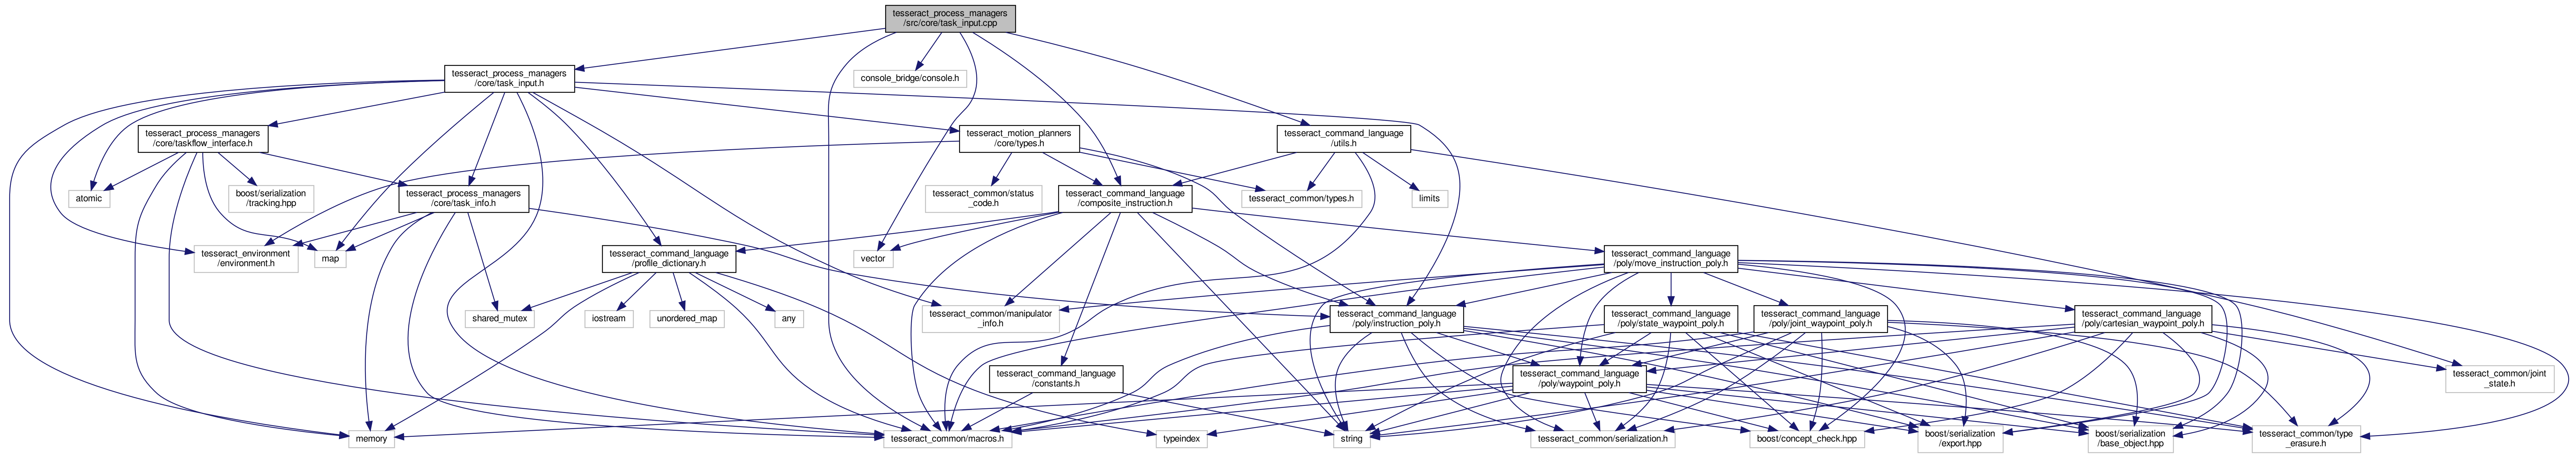 tesseract_process_managers
/src/core/task_input.cpp
tesseract_process_managers
/core/task_input.h
console_bridge/console.h
tesseract_process_managers
/core/taskflow_interface.h
tesseract_motion_planners
/core/types.h
tesseract_command_language
/utils.h
atomic
boost/serialization
/tracking.hpp
tesseract_process_managers
/core/task_info.h
tesseract_common/status
_code.h
tesseract_command_language
/composite_instruction.h
tesseract_common/types.h
limits
tesseract_environment
/environment.h
map
tesseract_command_language
/profile_dictionary.h
vector
tesseract_command_language
/poly/move_instruction_poly.h
shared_mutex
iostream
unordered_map
any
tesseract_common/manipulator
_info.h
tesseract_command_language
/poly/instruction_poly.h
tesseract_command_language
/poly/state_waypoint_poly.h
tesseract_command_language
/poly/joint_waypoint_poly.h
tesseract_command_language
/poly/cartesian_waypoint_poly.h
tesseract_command_language
/constants.h
tesseract_command_language
/poly/waypoint_poly.h
tesseract_common/joint
_state.h
memory
tesseract_common/macros.h
typeindex
string
tesseract_common/serialization.h
boost/concept_check.hpp
boost/serialization
/export.hpp
boost/serialization
/base_object.hpp
tesseract_common/type
_erasure.h